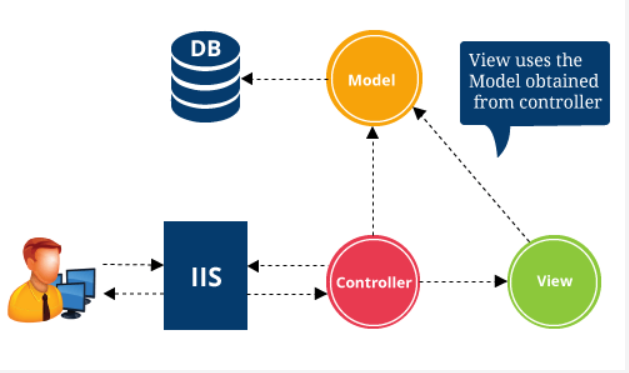 DB
Model
View uses the
Model obtained
from controller
IIS
Controller
View